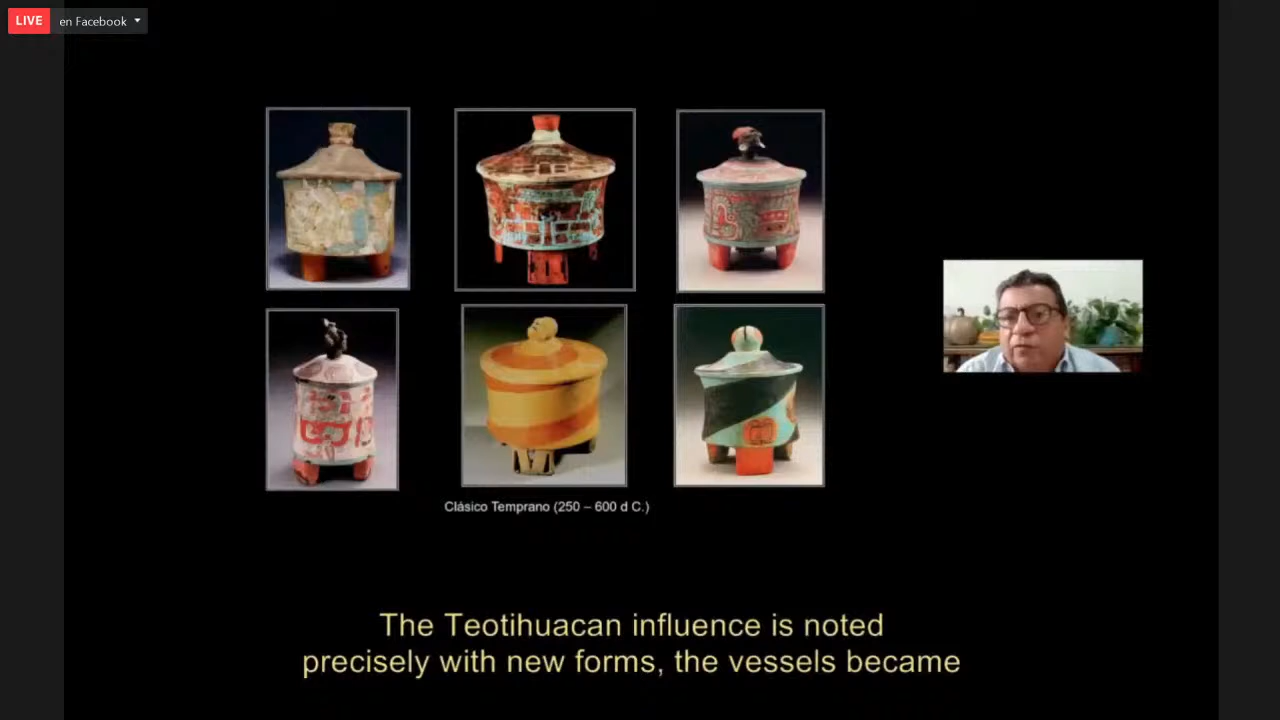 LIVE en Facebook
Clásico Temprano (250 – 600 d C.)
The Teotihuacan influence is noted
precisely with new forms, the vessels became